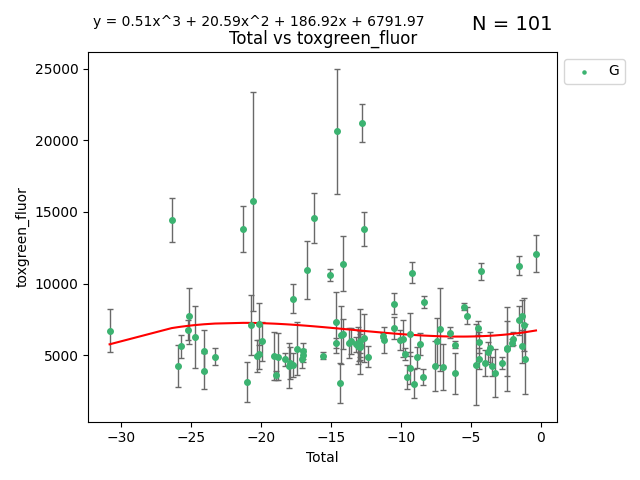 y = 0.51x^3 + 20.59x^2 + 186.92x + 6791.97
N = 101
Total vs toxgreen_fluor
G
25000
20000
15000
10000
5000
toxgreen_fluor
−30 −25 −20 −15 −10 −5 0
Total